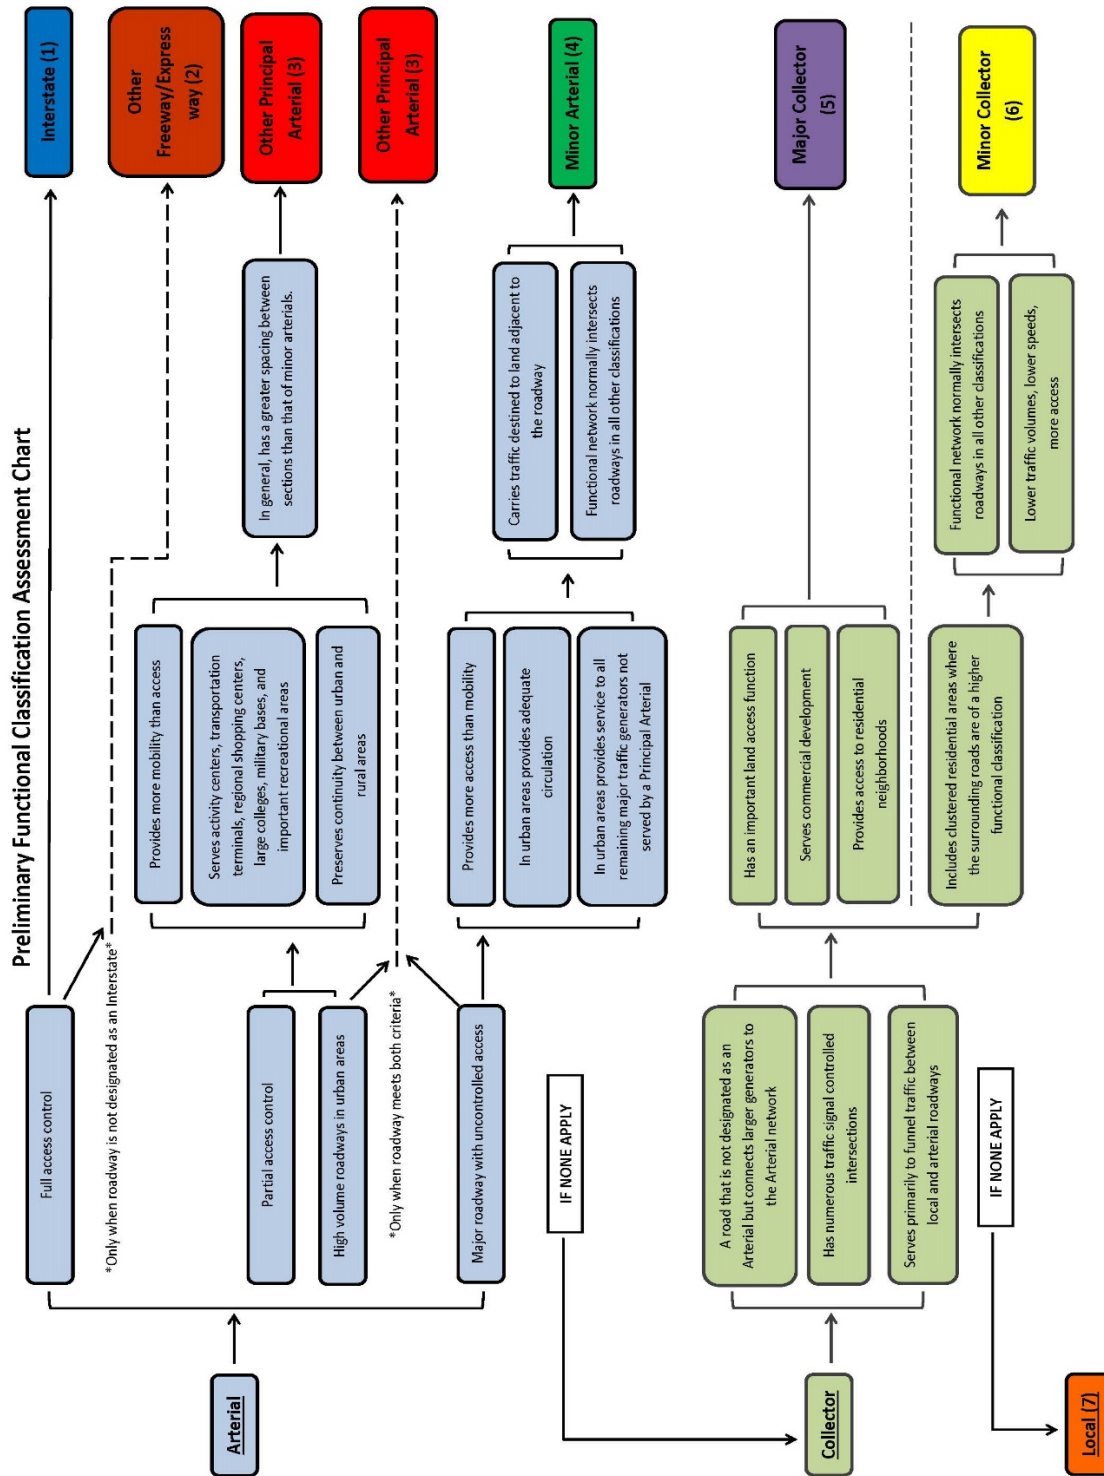 Preliminary Functional Classification Assessment Chart
Arterial
Full access control
*Only when roadway is not designated as an Interstate*
Partial access control
High volume roadways in urban areas
*Only when roadway meets both criteria*
Major roadway with uncontrolled access
Provides more mobility than access
Serves activity centers, transportation
terminals, regional shopping centers,
large colleges, military bases, and
important recreational areas
Preserves continuity between urban and
rural areas
In general, has a greater spacing between
sections than that of minor arterials.
Provides more access than mobility
In urban areas provides adequate
circulation
In urban areas provides service to all
remaining major traffic generators not
served by a Principal Arterial
Carries traffic destined to land adjacent to
the roadway
Functional network normally intersects
roadways in all other classifications
Interstate (1)
Other
Freeway/Express
way (2)
Other Principal
Arterial (3)
Other Principal
Arterial (3)
Minor Arterial (4)
IF NONE APPLY
Collector
A road that is not designated as an
Arterial but connects larger generators to
the Arterial network
Has numerous traffic signal controlled
intersections
Serves primarily to funnel traffic between
local and arterial roadways
Has an important land access function
Serves commercial development
Provides access to residential
neighborhoods
Major Collector
(5)
Includes clustered residential areas where
the surrounding roads are of a higher
functional classification
Functional network normally intersects
roadways in all other classifications
Lower traffic volumes, lower speeds,
more access
Minor Collector
(6)
IF NONE APPLY
Local (7)